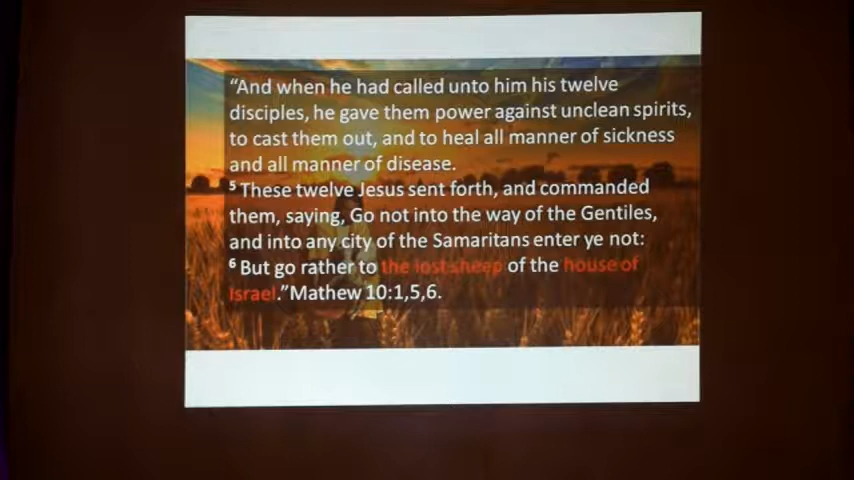 “And when he had called unto him his twelve
disciples, he gave them power against unclean spirits,
to cast them out, and to heal all manner of sickness
and all manner of disease.
⁵ These twelve Jesus sent forth, and commanded
them, saying, Go not into the way of the Gentiles,
and into any city of the Samaritans enter ye not:
⁶ But go rather to the lost sheep of the house of
Israel.”Mathew 10:1,5,6.